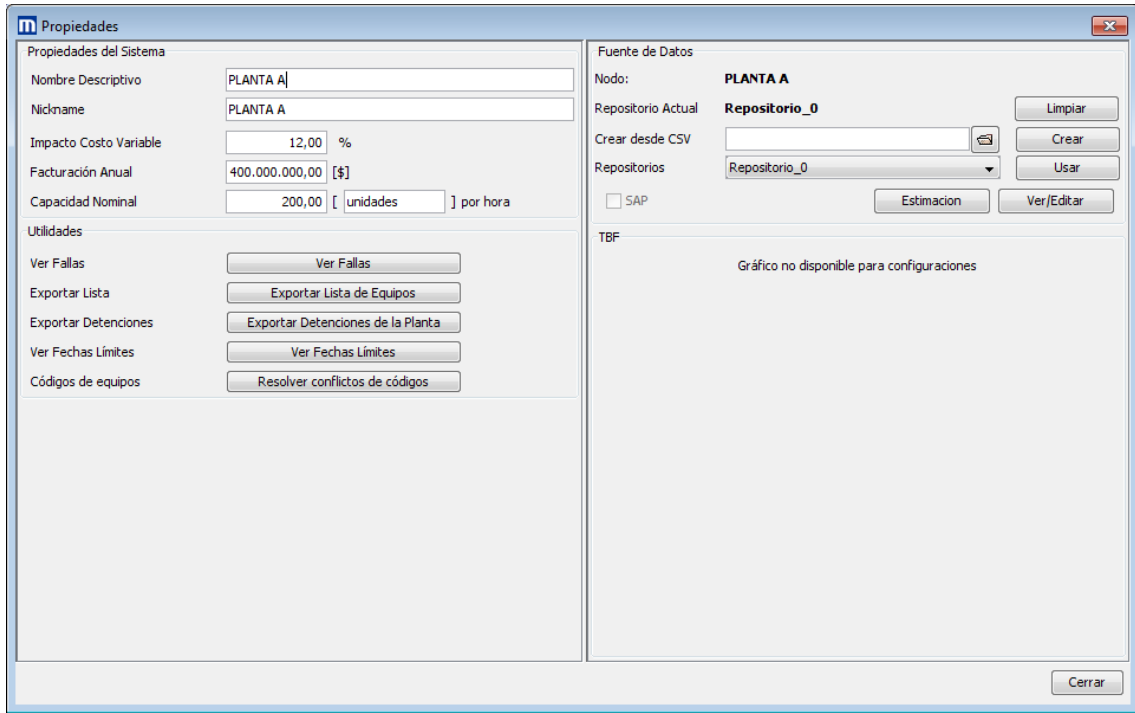 Propiedades
Propiedades del Sistema
Nombre Descriptivo PLANTA A
Nickname PLANTA A
Impacto Costo Variable 12,00 %
Facturación Anual 400.000.000,00 [$]
Capacidad Nominal 200,00 [ unidades ] por hora
Utilidades
Ver Fallas Ver Fallas
Exportar Lista Exportar Lista de Equipos
Exportar Detenciones Exportar Detenciones de la Planta
Ver Fechas Límites Ver Fechas Límites
Códigos de equipos Resolver conflictos de códigos
Fuente de Datos
Nodo: PLANTA A
Repositorio Actual Repositorio_0 Limpiar
Crear desde CSV Crear
Repositorios Repositorio_0 Usar
SAP Estimacion Ver/Editar
TBF
Gráfico no disponible para configuraciones
Cerrar